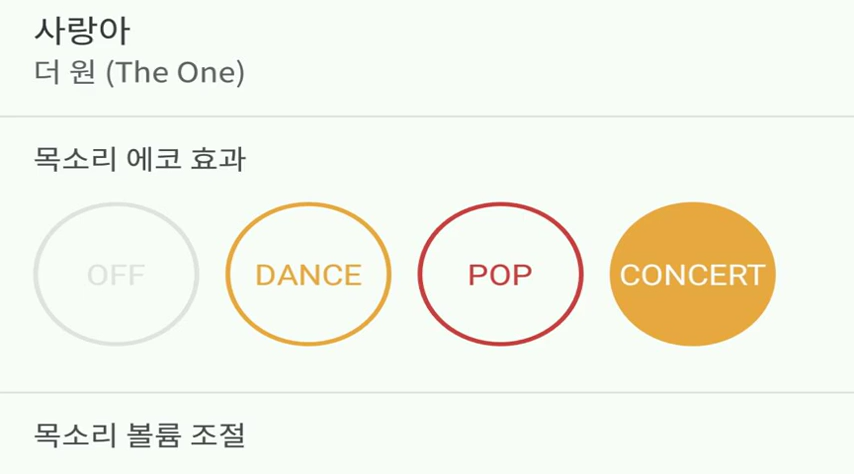 사랑아
더 원 (The One)
목소리 에코 효과
OFF DANCE POP CONCERT
목소리 볼륨 조절